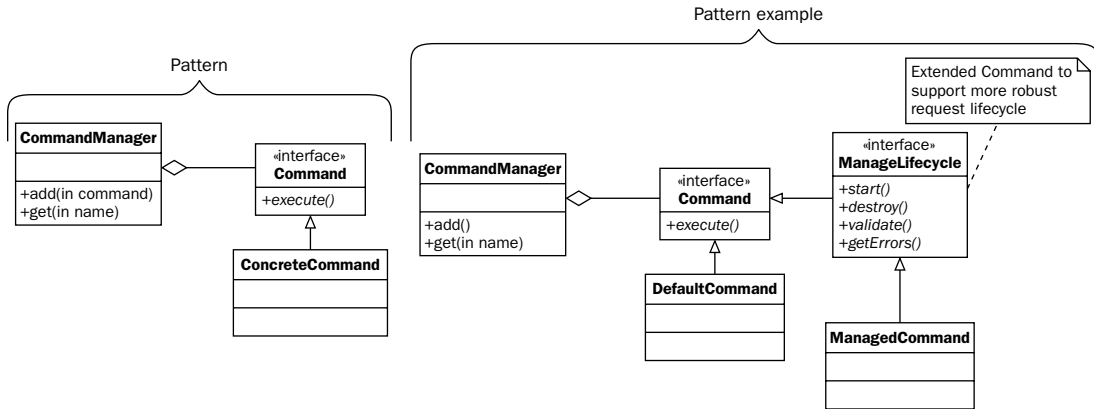 Pattern
CommandManager
+add(in command)
+get(in name)
«interface»
Command
+execute()
ConcreteCommand
Pattern example
Extended Command to
support more robust
request lifecycle
CommandManager
+add()
+get(in name)
«interface»
Command
+execute()
«interface»
ManageLifecycle
+start()
+destroy()
+validate()
+getErrors()
DefaultCommand
ManagedCommand